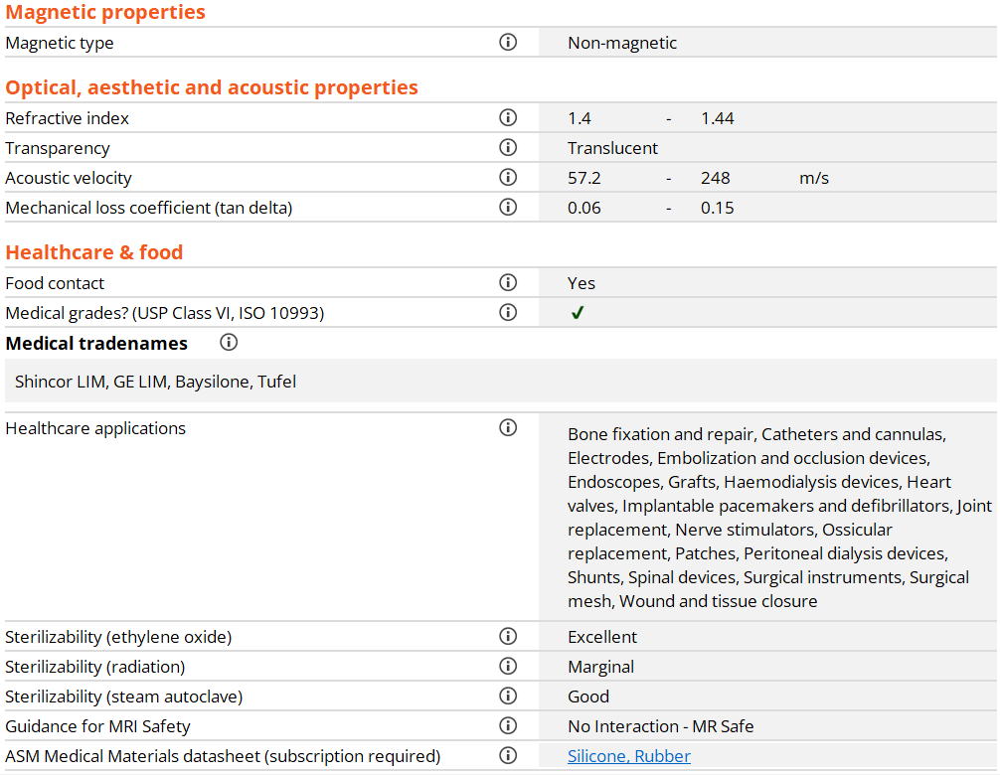 Magnetic properties
Magnetic type Non-magnetic
Optical, aesthetic and acoustic properties
Refractive index 1.4 - 1.44
Transparency Translucent
Acoustic velocity 57.2 - 248 m/s
Mechanical loss coefficient (tan delta) 0.06 - 0.15
Healthcare & food
Food contact Yes
Medical grades? (USP Class VI, ISO 10993) ✓
Medical tradenames
Shincor LIM, GE LIM, Baysilone, Tufel
Healthcare applications
Bone fixation and repair, Catheters and cannulas,
Electrodes, Embolization and occlusion devices,
Endoscopes, Grafts, Haemodialysis devices, Heart
valves, Implantable pacemakers and defibrillators, Joint
replacement, Nerve stimulators, Ossicular
replacement, Patches, Peritoneal dialysis devices,
Shunts, Spinal devices, Surgical instruments, Surgical
mesh, Wound and tissue closure
Sterilizability (ethylene oxide) Excellent
Sterilizability (radiation) Marginal
Sterilizability (steam autoclave) Good
Guidance for MRI Safety No Interaction - MR Safe
ASM Medical Materials datasheet (subscription required) Silicone, Rubber